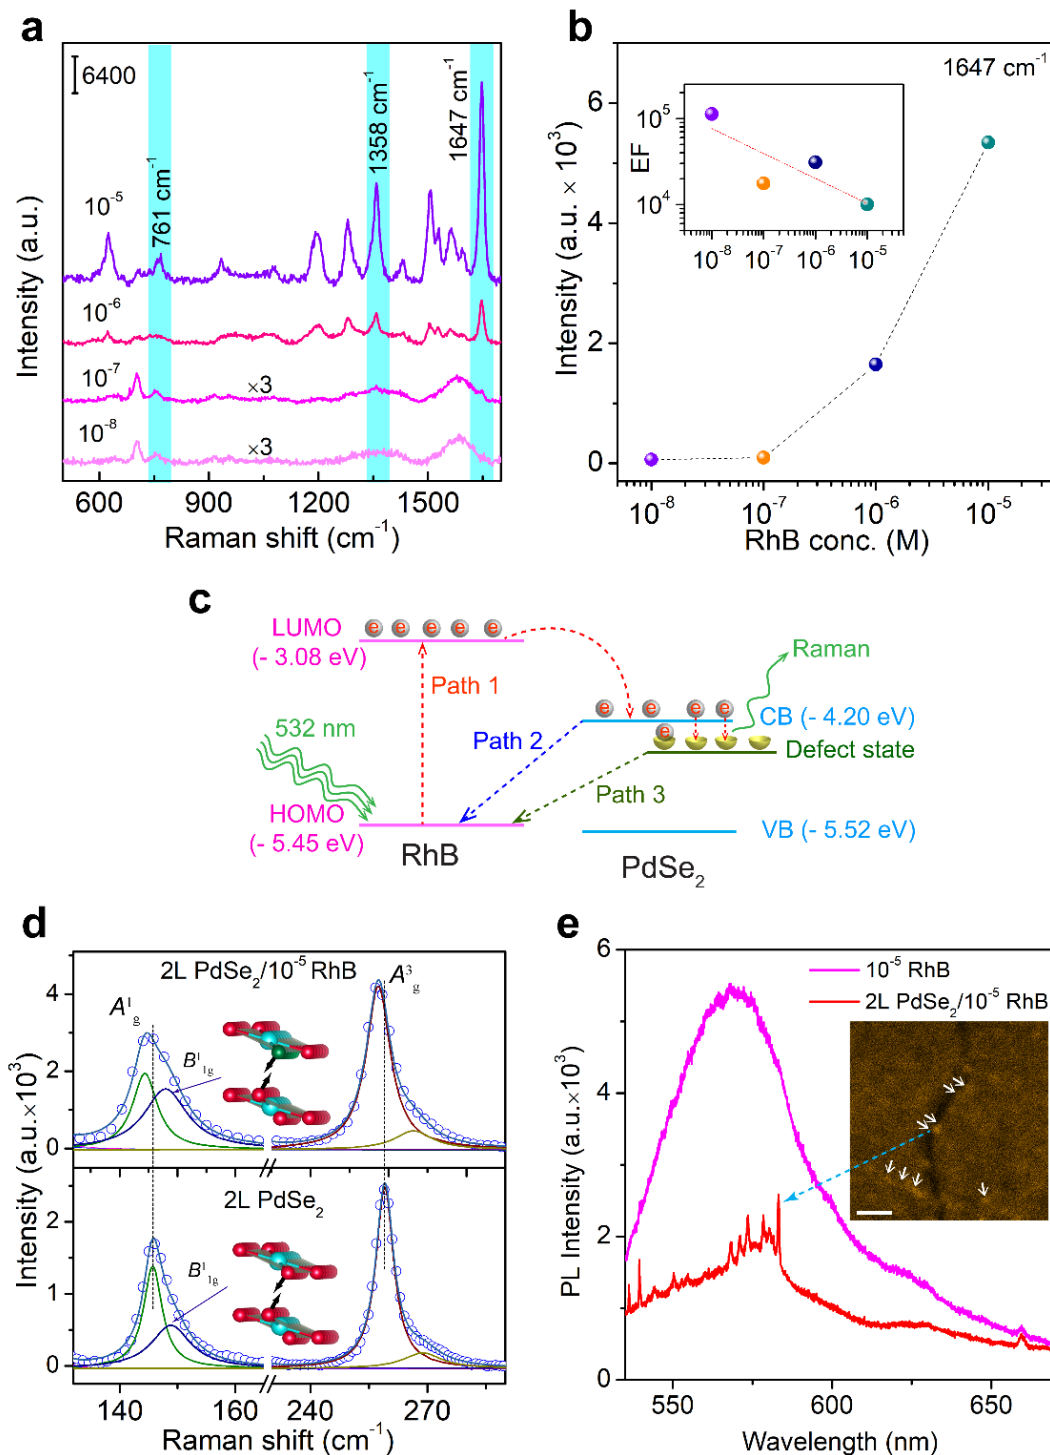 a
6400
Intensity (a.u.)
10⁻⁵
10⁻⁶
10⁻⁷
10⁻⁸
×3
×3
761 cm⁻¹
1358 cm⁻¹
1647 cm⁻¹
600 900 1200 1500
Raman shift (cm⁻¹)
b
1647 cm⁻¹
Intensity (a.u. × 10³)
6
4
2
0
EF
10⁵
10⁴
10⁻⁸ 10⁻⁷ 10⁻⁶ 10⁻⁵
10⁻⁸ 10⁻⁷ 10⁻⁶ 10⁻⁵
RhB conc. (M)
c
LUMO
(- 3.08 eV)
e e e e e
Path 1
Raman
e e e e
CB (- 4.20 eV)
e
Defect state
532 nm
Path 2
Path 3
HOMO
(- 5.45 eV)
RhB
VB (- 5.52 eV)
PdSe₂
d
Intensity (a.u.×10³)
2L PdSe₂/10⁻⁵ RhB
A¹g
B¹1g
A³g
4
2
0
2L PdSe₂
B¹1g
2
1
0
140 160 240 270
Raman shift (cm⁻¹)
e
PL Intensity (a.u.×10³)
6
4
2
0
10⁻⁵ RhB
2L PdSe₂/10⁻⁵ RhB
550 600 650
Wavelength (nm)